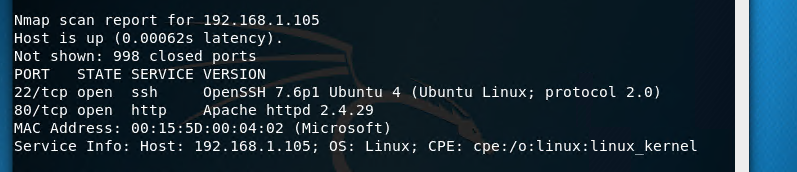 Nmap scan report for 192.168.1.105
Host is up (0.00062s latency).
Not shown: 998 closed ports
PORT   STATE SERVICE VERSION
22/tcp open  ssh     OpenSSH 7.6p1 Ubuntu 4 (Ubuntu Linux; protocol 2.0)
80/tcp open  http    Apache httpd 2.4.29
MAC Address: 00:15:5D:00:04:02 (Microsoft)
Service Info: Host: 192.168.1.105; OS: Linux; CPE: cpe:/o:linux:linux_kernel